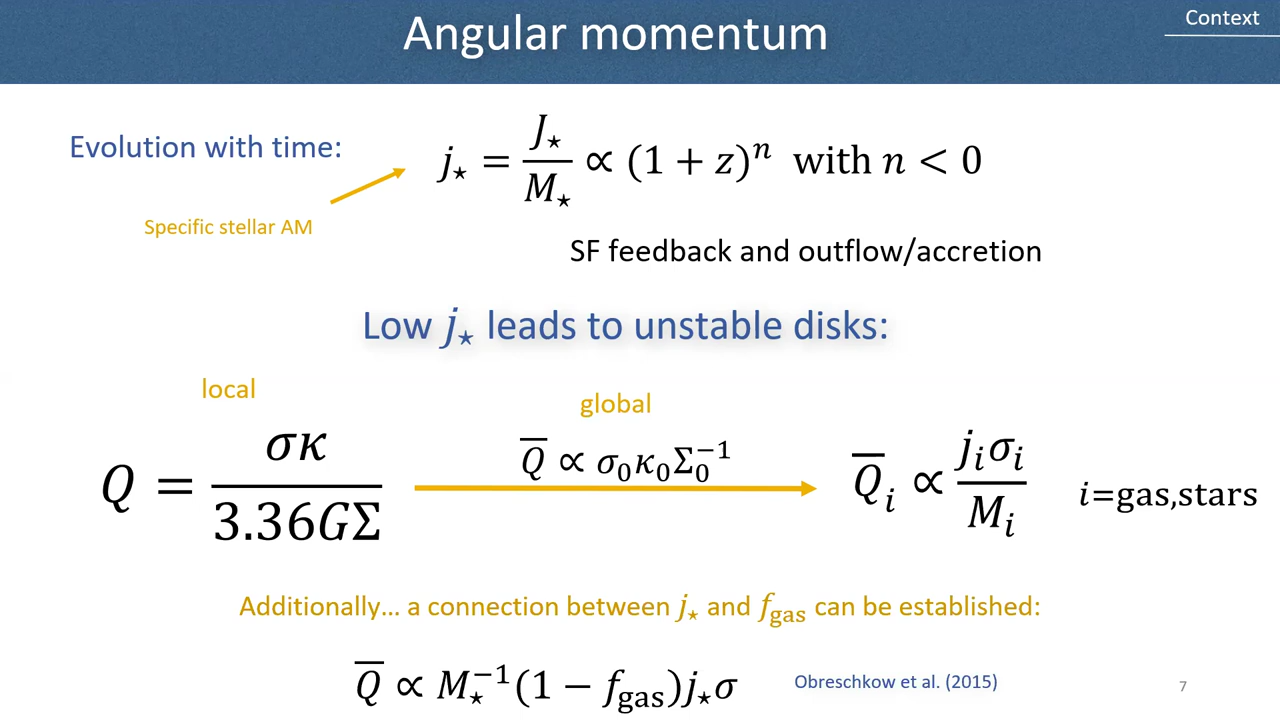 Context
Angular momentum
Evolution with time:
j⋆ = J⋆/M⋆ ∝ (1 + z)ⁿ with n < 0
Specific stellar AM
SF feedback and outflow/accretion
Low j⋆ leads to unstable disks:
local
global
Q = σκ/3.36GΣ
Q̅ ∝ σ₀κ₀Σ₀⁻¹
Q̅ᵢ ∝ jᵢσᵢ/Mᵢ
i=gas,stars
Additionally... a connection between j⋆ and f_gas can be established:
Q̅ ∝ M⋆⁻¹(1 − f_gas)j⋆σ
Obreschkow et al. (2015)
7